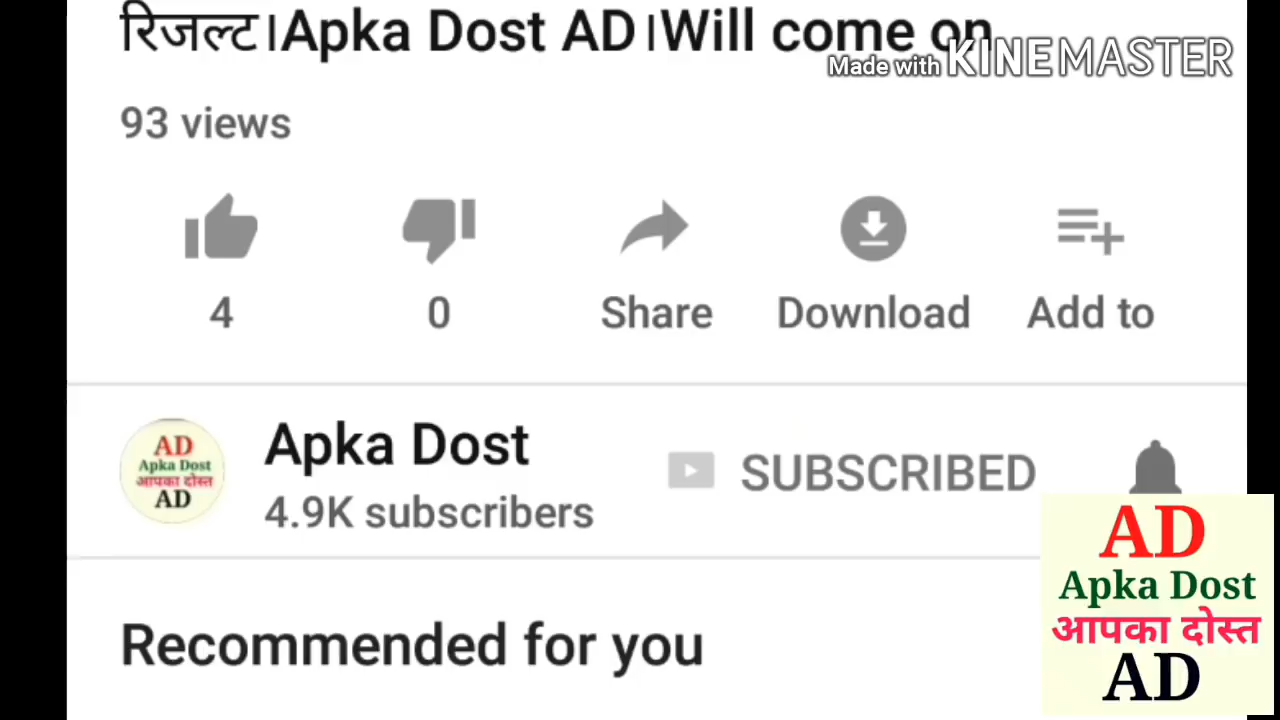 रिजल्ट।Apka Dost AD।Will come on
Made with KINEMASTER
93 views
4
0
Share
Download
Add to
AD
Apka Dost
आपका दोस्त
AD
Apka Dost
4.9K subscribers
SUBSCRIBED
AD
Apka Dost
आपका दोस्त
AD
Recommended for you